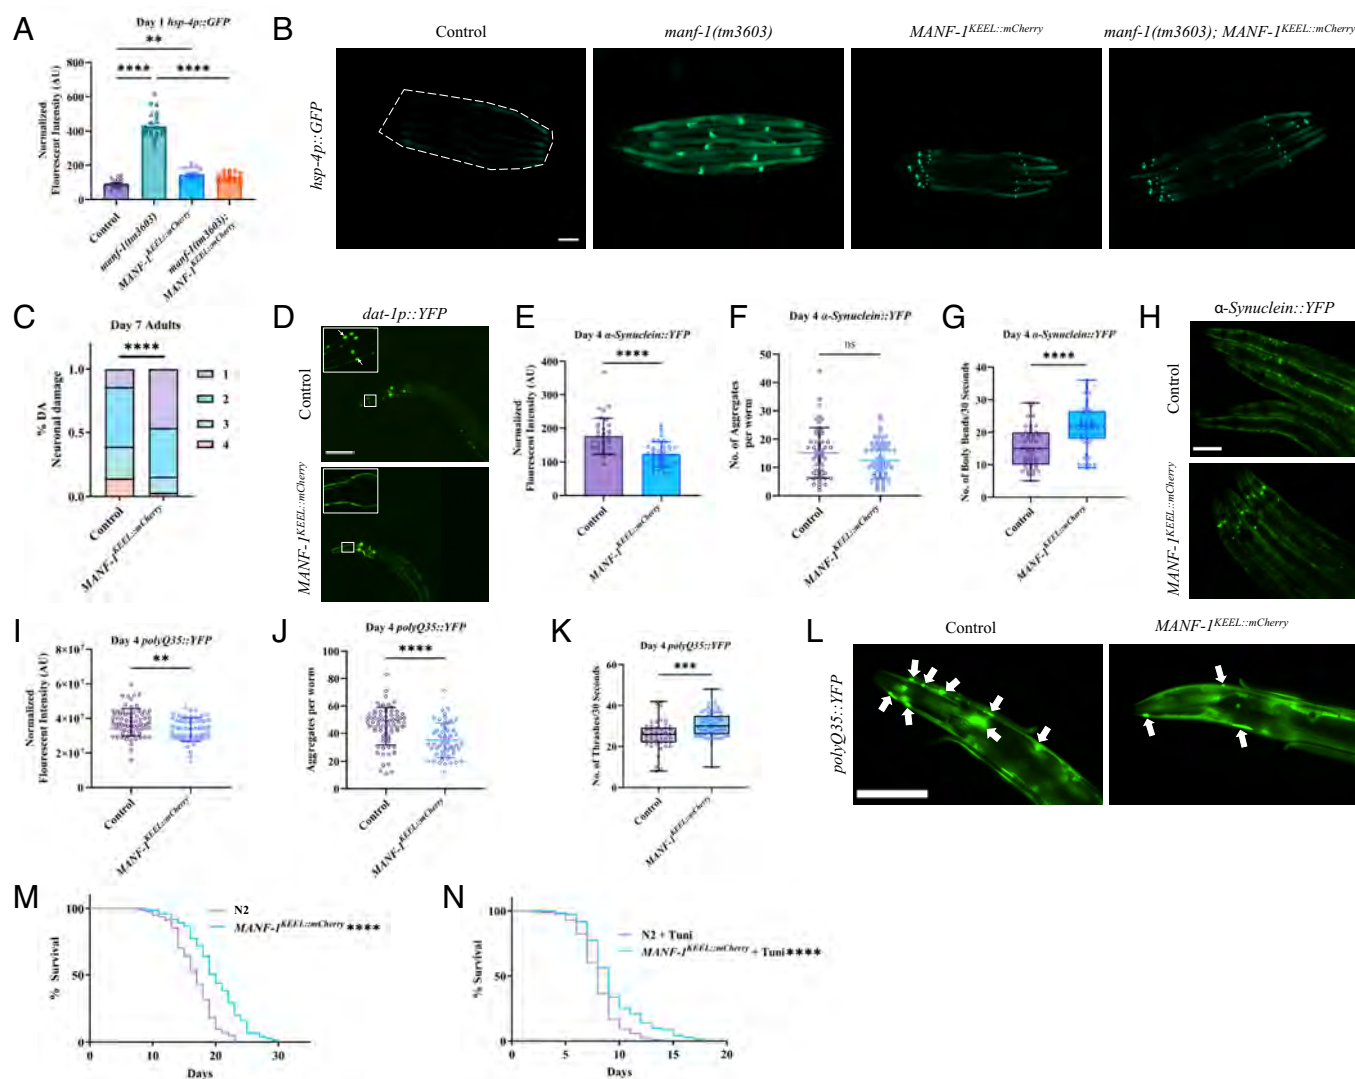 A
Day 1 hsp-4p::GFP
Normalized
Flourescent Intensity (AU)
800
600
400
200
0
**
****
****
Control
manf-1(tm3603)
MANF-1KEEL::mCherry
manf-1(tm3603);
MANF-1KEEL::mCherry
B
Control
manf-1(tm3603)
MANF-1KEEL::mCherry
manf-1(tm3603); MANF-1KEEL::mCherry
hsp-4p::GFP
C
Day 7 Adults
% DA
Neuronal damage
****
1.0
0.5
0.0
1
2
3
4
Control
MANF-1KEEL::mCherry
D
dat-1p::YFP
Control
MANF-1KEEL::mCherry
E
Day 4 α-Synuclein::YFP
Normalized
Flourescent Intensity (AU)
400
300
200
100
0
****
Control
MANF-1KEEL::mCherry
F
Day 4 α-Synuclein::YFP
No. of Aggregates
per worm
50
40
30
20
10
0
ns
Control
MANF-1KEEL::mCherry
G
Day 4 α-Synuclein::YFP
No. of Body Bends/30 Seconds
40
30
20
10
0
****
Control
MANF-1KEEL::mCherry
H
α-Synuclein::YFP
Control
MANF-1KEEL::mCherry
I
Day 4 polyQ35::YFP
Normalized
Flourescent Intensity (AU)
8×10⁷
6×10⁷
4×10⁷
2×10⁷
0
**
Control
MANF-1KEEL::mCherry
J
Day 4 polyQ35::YFP
Aggregates per worm
100
80
60
40
20
0
****
Control
MANF-1KEEL::mCherry
K
Day 4 polyQ35::YFP
No. of Thrashes/30 Seconds
60
40
20
0
***
Control
MANF-1KEEL::mCherry
L
Control
MANF-1KEEL::mCherry
polyQ35::YFP
M
% Survival
100
50
0
0
10
20
30
Days
N2
MANF-1KEEL::mCherry ****
N
% Survival
100
50
0
0
5
10
15
20
Days
N2 + Tuni
MANF-1KEEL::mCherry + Tuni ****